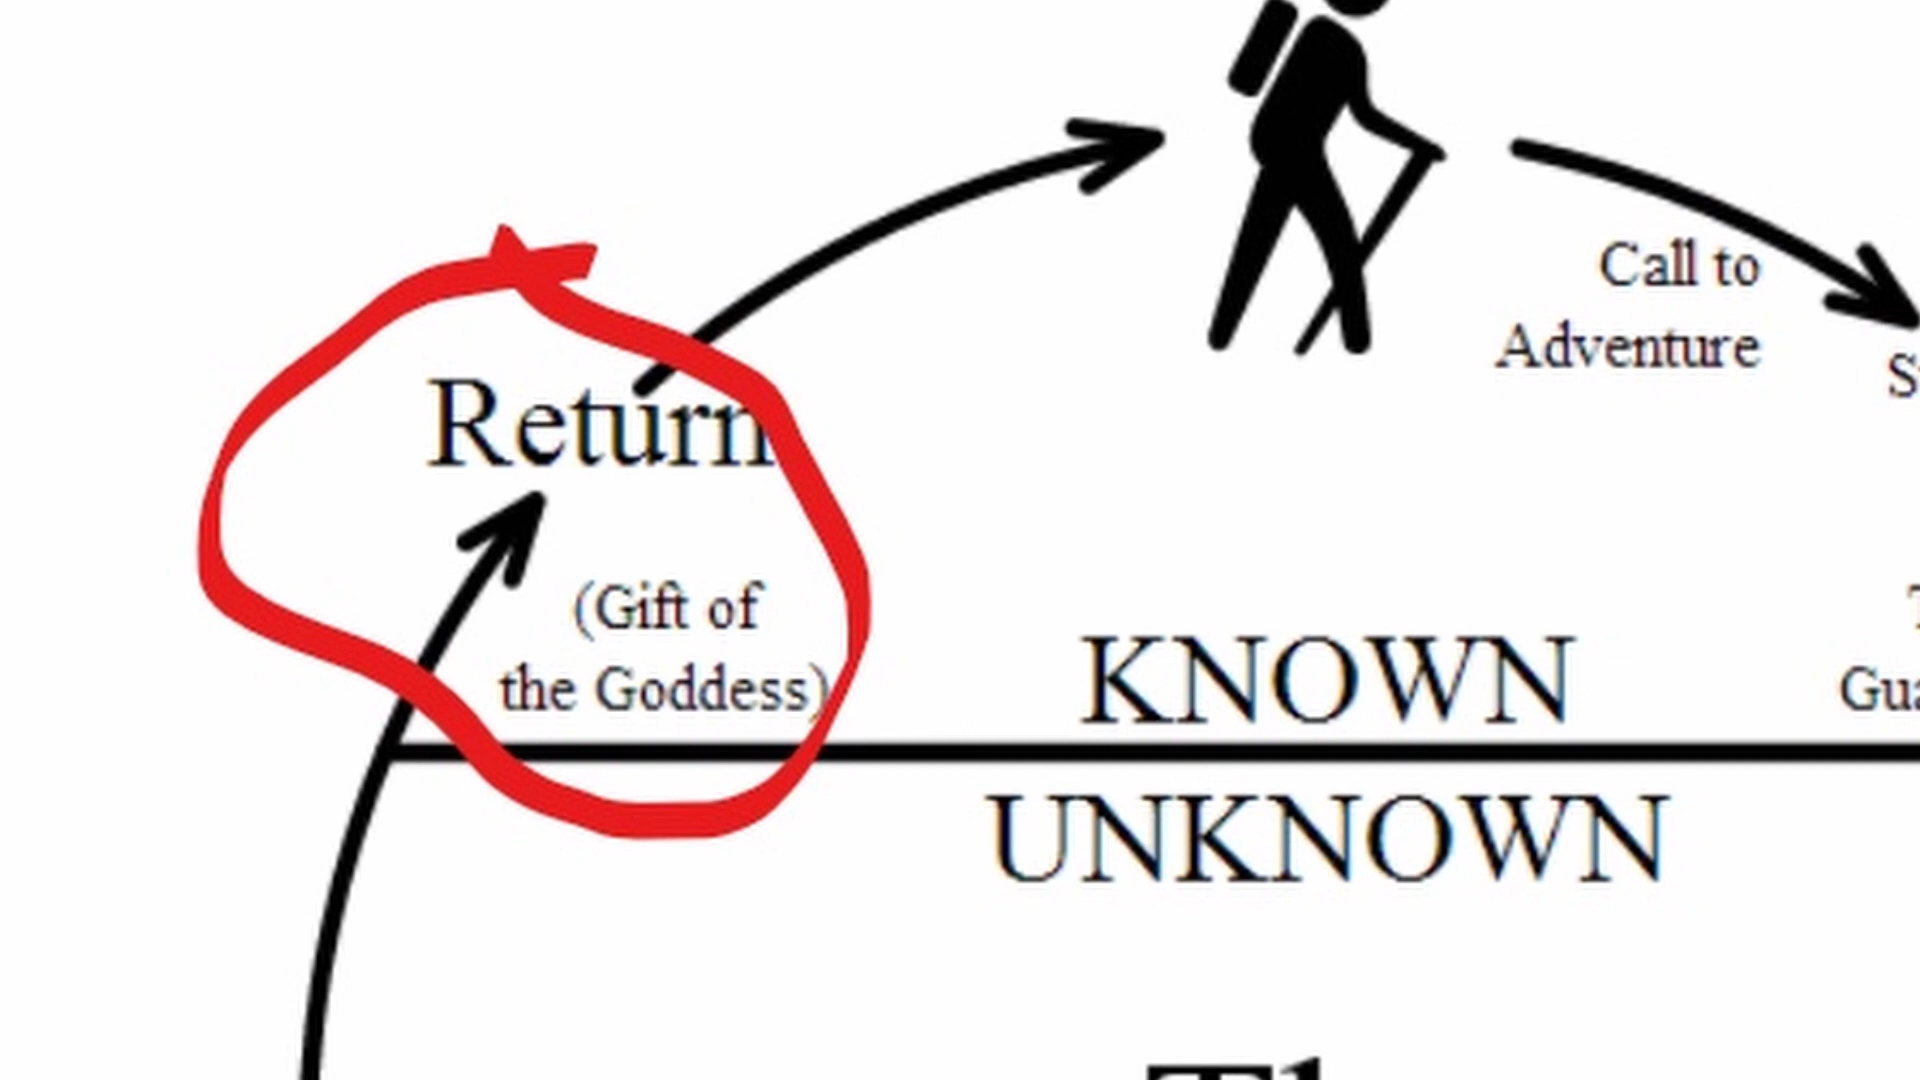 Call to
Adventure
Return
(Gift of
the Goddess)
KNOWN
UNKNOWN